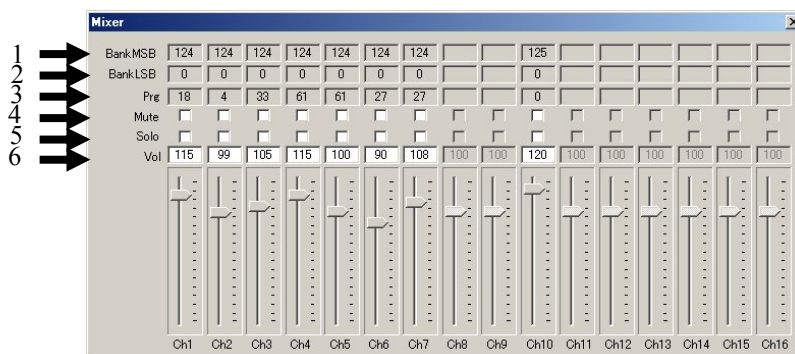 Mixer
1 BankMSB 124 124 124 124 124 124 124 125
2 BankLSB 0 0 0 0 0 0 0 0
3 Prg 18 4 33 61 61 27 27 0
4 Mute
5 Solo
6 Vol 115 99 105 115 100 90 108 100 100 120 100 100 100 100 100 100
Ch1 Ch2 Ch3 Ch4 Ch5 Ch6 Ch7 Ch8 Ch9 Ch10 Ch11 Ch12 Ch13 Ch14 Ch15 Ch16